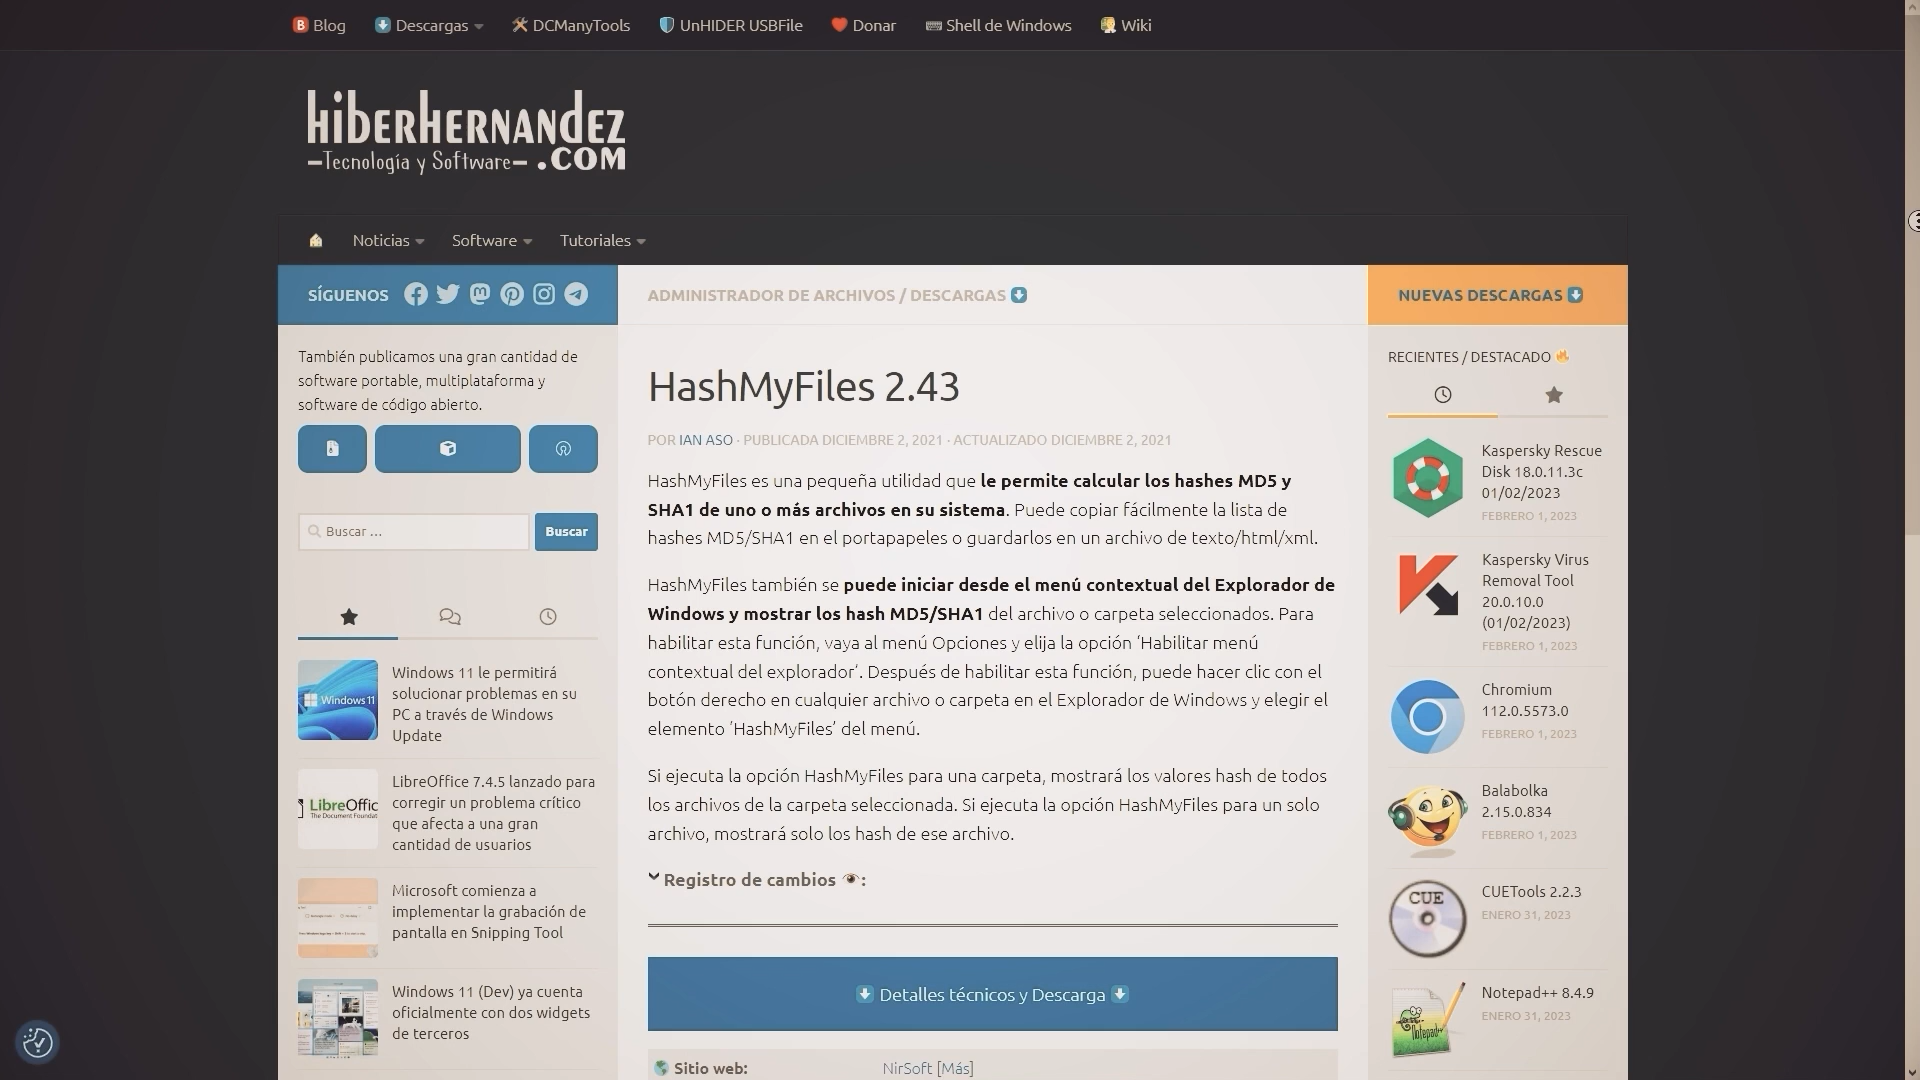 Blog
Descargas
DCManyTools
UnHIDER USBFile
Donar
Shell de Windows
Wiki
hiberhernandez
-Tecnología y Software- .com
Noticias
Software
Tutoriales
SÍGUENOS
ADMINISTRADOR DE ARCHIVOS / DESCARGAS
NUEVAS DESCARGAS
También publicamos una gran cantidad de
software portable, multiplataforma y
software de código abierto.
Buscar ...
Buscar
Windows 11
Windows 11 le permitirá
solucionar problemas en su
PC a través de Windows
Update
LibreOffic
The Document Foundat
LibreOffice 7.4.5 lanzado para
corregir un problema crítico
que afecta a una gran
cantidad de usuarios
Microsoft comienza a
implementar la grabación de
pantalla en Snipping Tool
Windows 11 (Dev) ya cuenta
oficialmente con dos widgets
de terceros
HashMyFiles 2.43
POR IAN ASO · PUBLICADA DICIEMBRE 2, 2021 · ACTUALIZADO DICIEMBRE 2, 2021
HashMyFiles es una pequeña utilidad que le permite calcular los hashes MD5 y
SHA1 de uno o más archivos en su sistema. Puede copiar fácilmente la lista de
hashes MD5/SHA1 en el portapapeles o guardarlos en un archivo de texto/html/xml.
HashMyFiles también se puede iniciar desde el menú contextual del Explorador de
Windows y mostrar los hash MD5/SHA1 del archivo o carpeta seleccionados. Para
habilitar esta función, vaya al menú Opciones y elija la opción ‘Habilitar menú
contextual del explorador‘. Después de habilitar esta función, puede hacer clic con el
botón derecho en cualquier archivo o carpeta en el Explorador de Windows y elegir el
elemento ’HashMyFiles’ del menú.
Si ejecuta la opción HashMyFiles para una carpeta, mostrará los valores hash de todos
los archivos de la carpeta seleccionada. Si ejecuta la opción HashMyFiles para un solo
archivo, mostrará solo los hash de ese archivo.
Registro de cambios :
Detalles técnicos y Descarga
Sitio web: NirSoft [Más]
RECIENTES / DESTACADO
Kaspersky Rescue
Disk 18.0.11.3c
01/02/2023
FEBRERO 1, 2023
Kaspersky Virus
Removal Tool
20.0.10.0
(01/02/2023)
FEBRERO 1, 2023
Chromium
112.0.5573.0
FEBRERO 1, 2023
Balabolka
2.15.0.834
FEBRERO 1, 2023
CUE
CUETools 2.2.3
ENERO 31, 2023
Notepad++
Notepad++ 8.4.9
ENERO 31, 2023